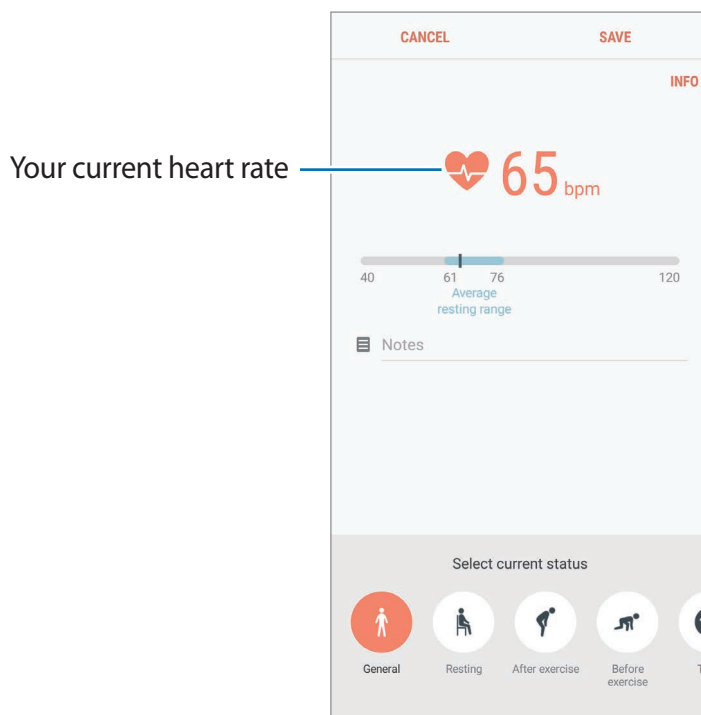 CANCEL SAVE
INFO
Your current heart rate
65 bpm
40 61 76 120
Average
resting range
Notes
Select current status
General Resting After exercise Before
exercise